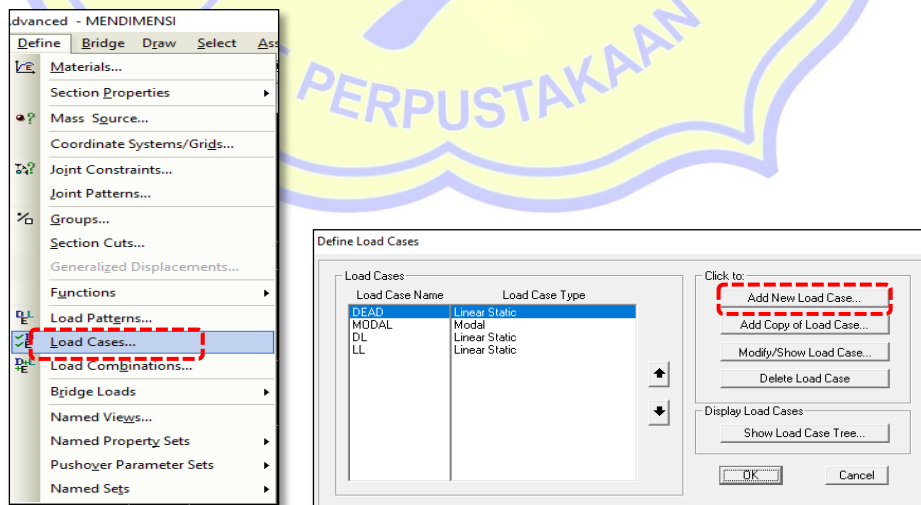 dvanced - MENDIMENSI
Define Bridge Draw Select Ass
Materials...
Section Properties
Mass Source...
Coordinate Systems/Grids...
Joint Constraints...
Joint Patterns...
Groups...
Section Cuts...
Generalized Displacements...
Functions
Load Patterns...
Load Cases...
Load Combinations...
Bridge Loads
Named Views...
Named Property Sets
Pushover Parameter Sets
Named Sets
PERPUSTAKAAN
Define Load Cases
Load Cases
Load Case Name Load Case Type
DEAD Linear Static
MODAL Modal
DL Linear Static
LL Linear Static
Click to:
Add New Load Case...
Add Copy of Load Case...
Modify/Show Load Case...
Delete Load Case
Display Load Cases
Show Load Case Tree...
OK Cancel